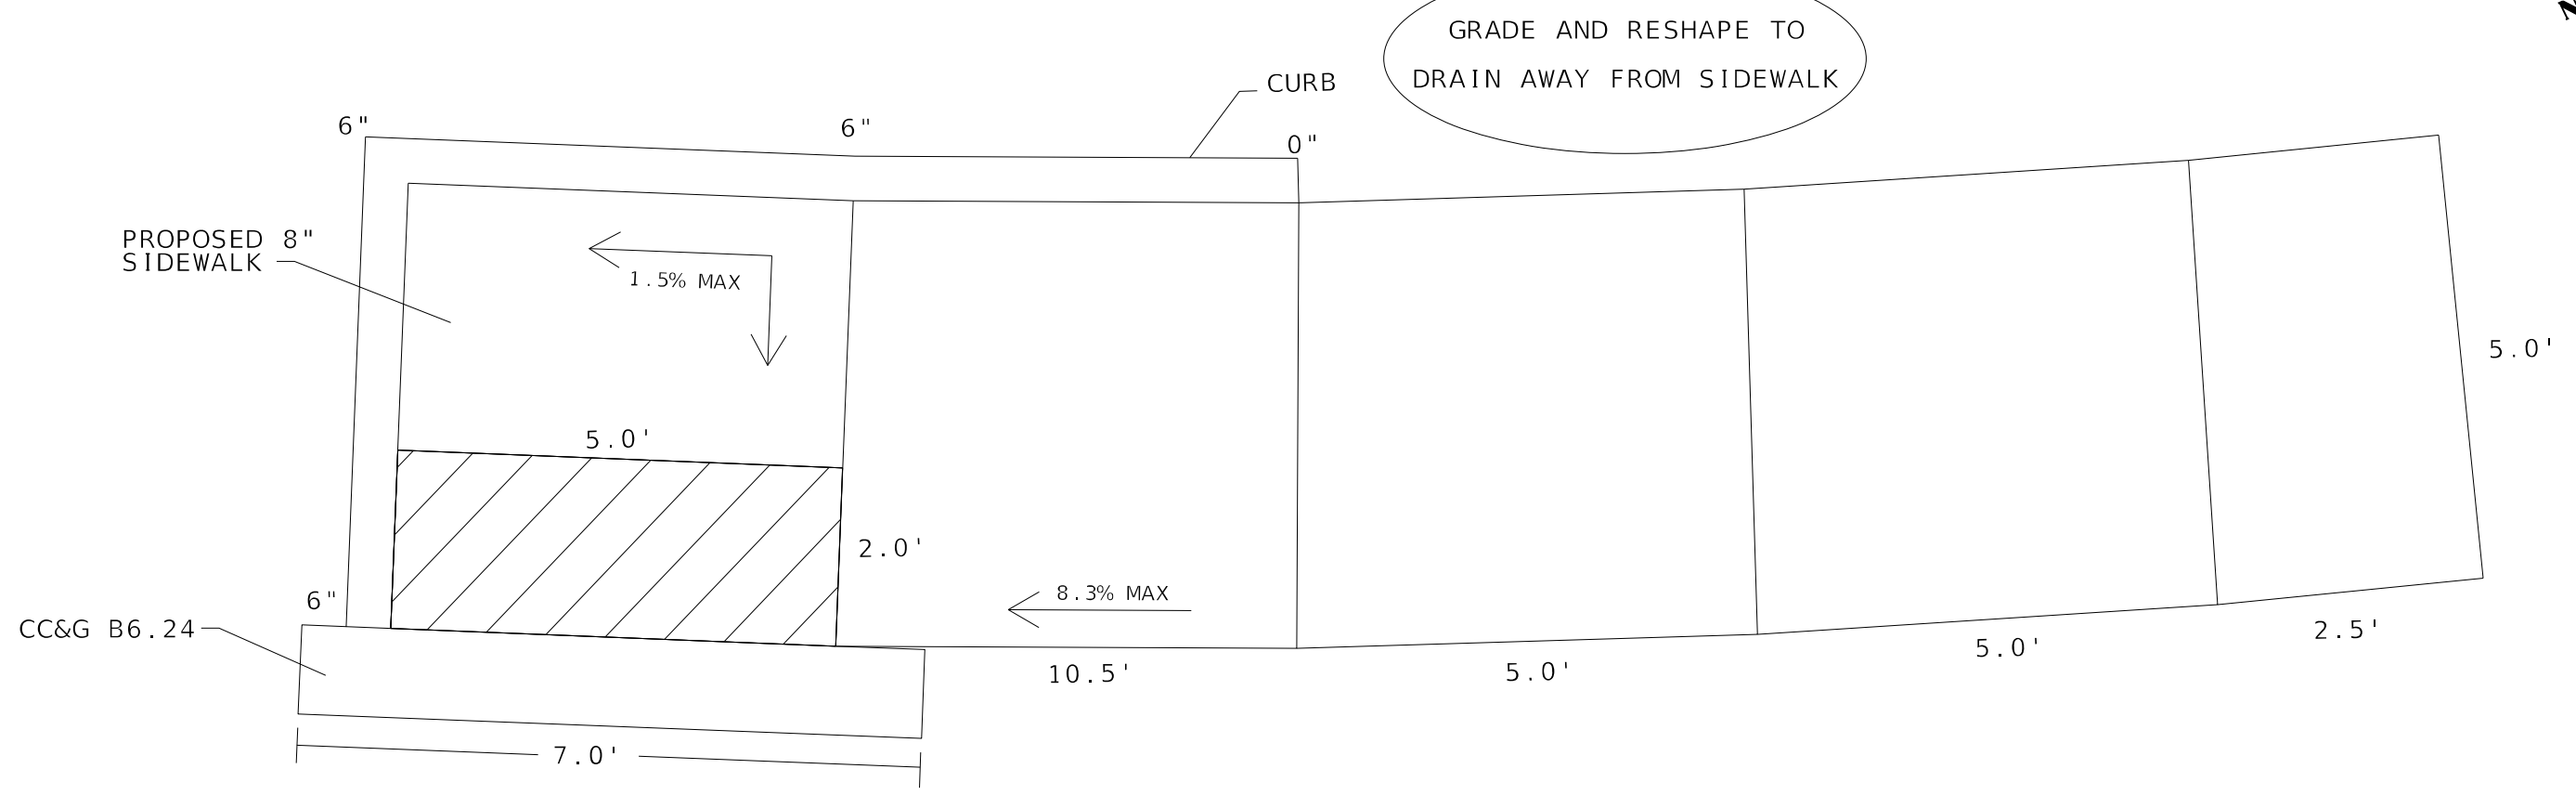 GRADE AND RESHAPE TO
DRAIN AWAY FROM SIDEWALK
CURB
6"
6"
0"
PROPOSED 8"
SIDEWALK
1.5% MAX
5.0'
5.0'
2.0'
8.3% MAX
6"
CC&G B6.24
10.5'
5.0'
5.0'
2.5'
7.0'